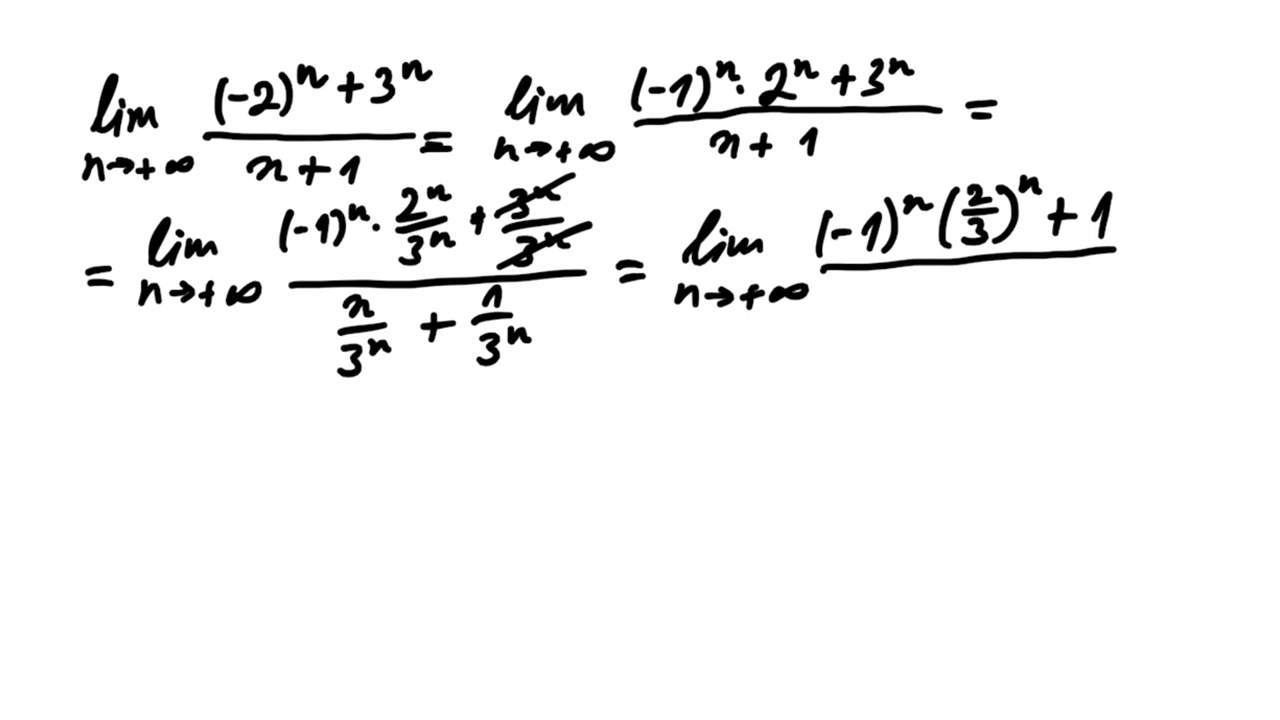 lim n→+∞ ((-2)^n + 3^n)/(n + 1) = lim n→+∞ ((-1)^n · 2^n + 3^n)/(n + 1) =
= lim n→+∞ ((-1)^n · 2^n/3^n + 3^n/3^n)/(n/3^n + 1/3^n) = lim n→+∞ (-1)^n (2/3)^n + 1